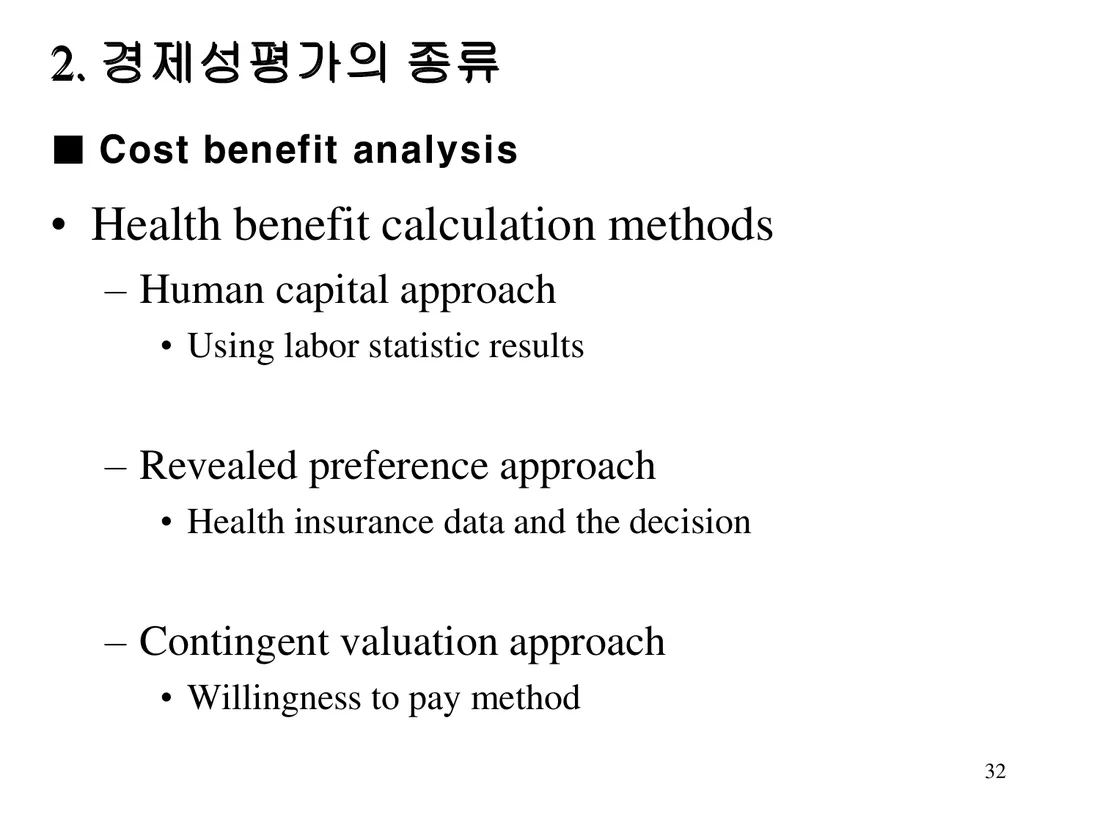 2. 경제성평가의 종류
■ Cost benefit analysis
• Health benefit calculation methods
– Human capital approach
• Using labor statistic results
– Revealed preference approach
• Health insurance data and the decision
– Contingent valuation approach
• Willingness to pay method
32